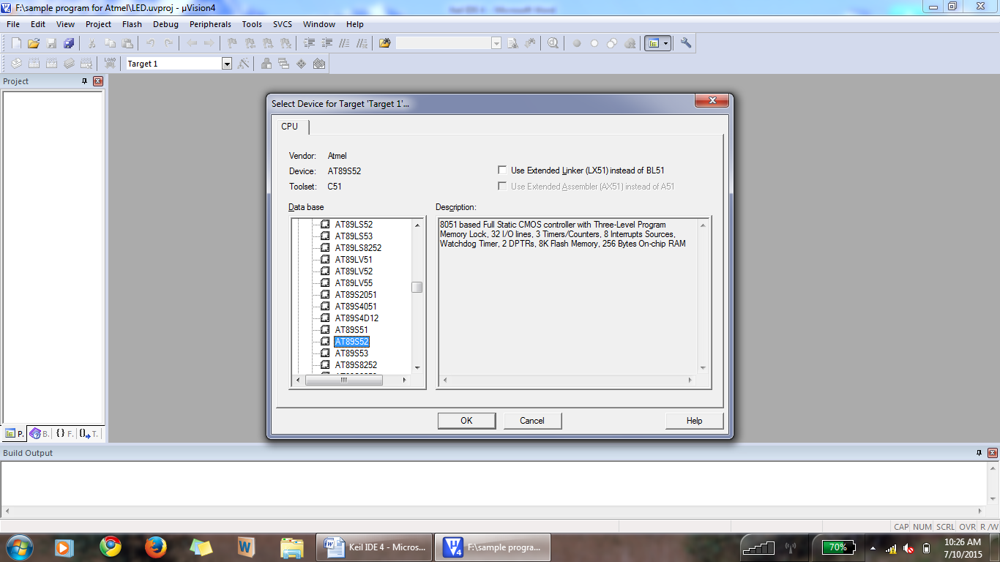 F:\sample program for Atmel\LED.uvproj - µVision4
Keil IDE 4 - Microsoft Word
File Edit View Project Flash Debug Peripherals Tools SVCS Window Help
LOAD
Target 1
Project
Select Device for Target 'Target 1'...
CPU
Vendor: Atmel
Device: AT89S52
Toolset: C51
Use Extended Linker (LX51) instead of BL51
Use Extended Assembler (AX51) instead of A51
Data base
AT89LS52
AT89LS53
AT89LS8252
AT89LV51
AT89LV52
AT89LV55
AT89S2051
AT89S4051
AT89S4D12
AT89S51
AT89S52
AT89S53
AT89S8252
Description:
8051 based Full Static CMOS controller with Three-Level Program
Memory Lock, 32 I/O lines, 3 Timers/Counters, 8 Interrupts Sources,
Watchdog Timer, 2 DPTRs, 8K Flash Memory, 256 Bytes On-chip RAM
OK Cancel Help
P. B. {} F. T.
Build Output
CAP NUM SCRL OVR R /W
Keil IDE 4 - Micros...
F:\sample progra...
70%
10:26 AM
7/10/2015